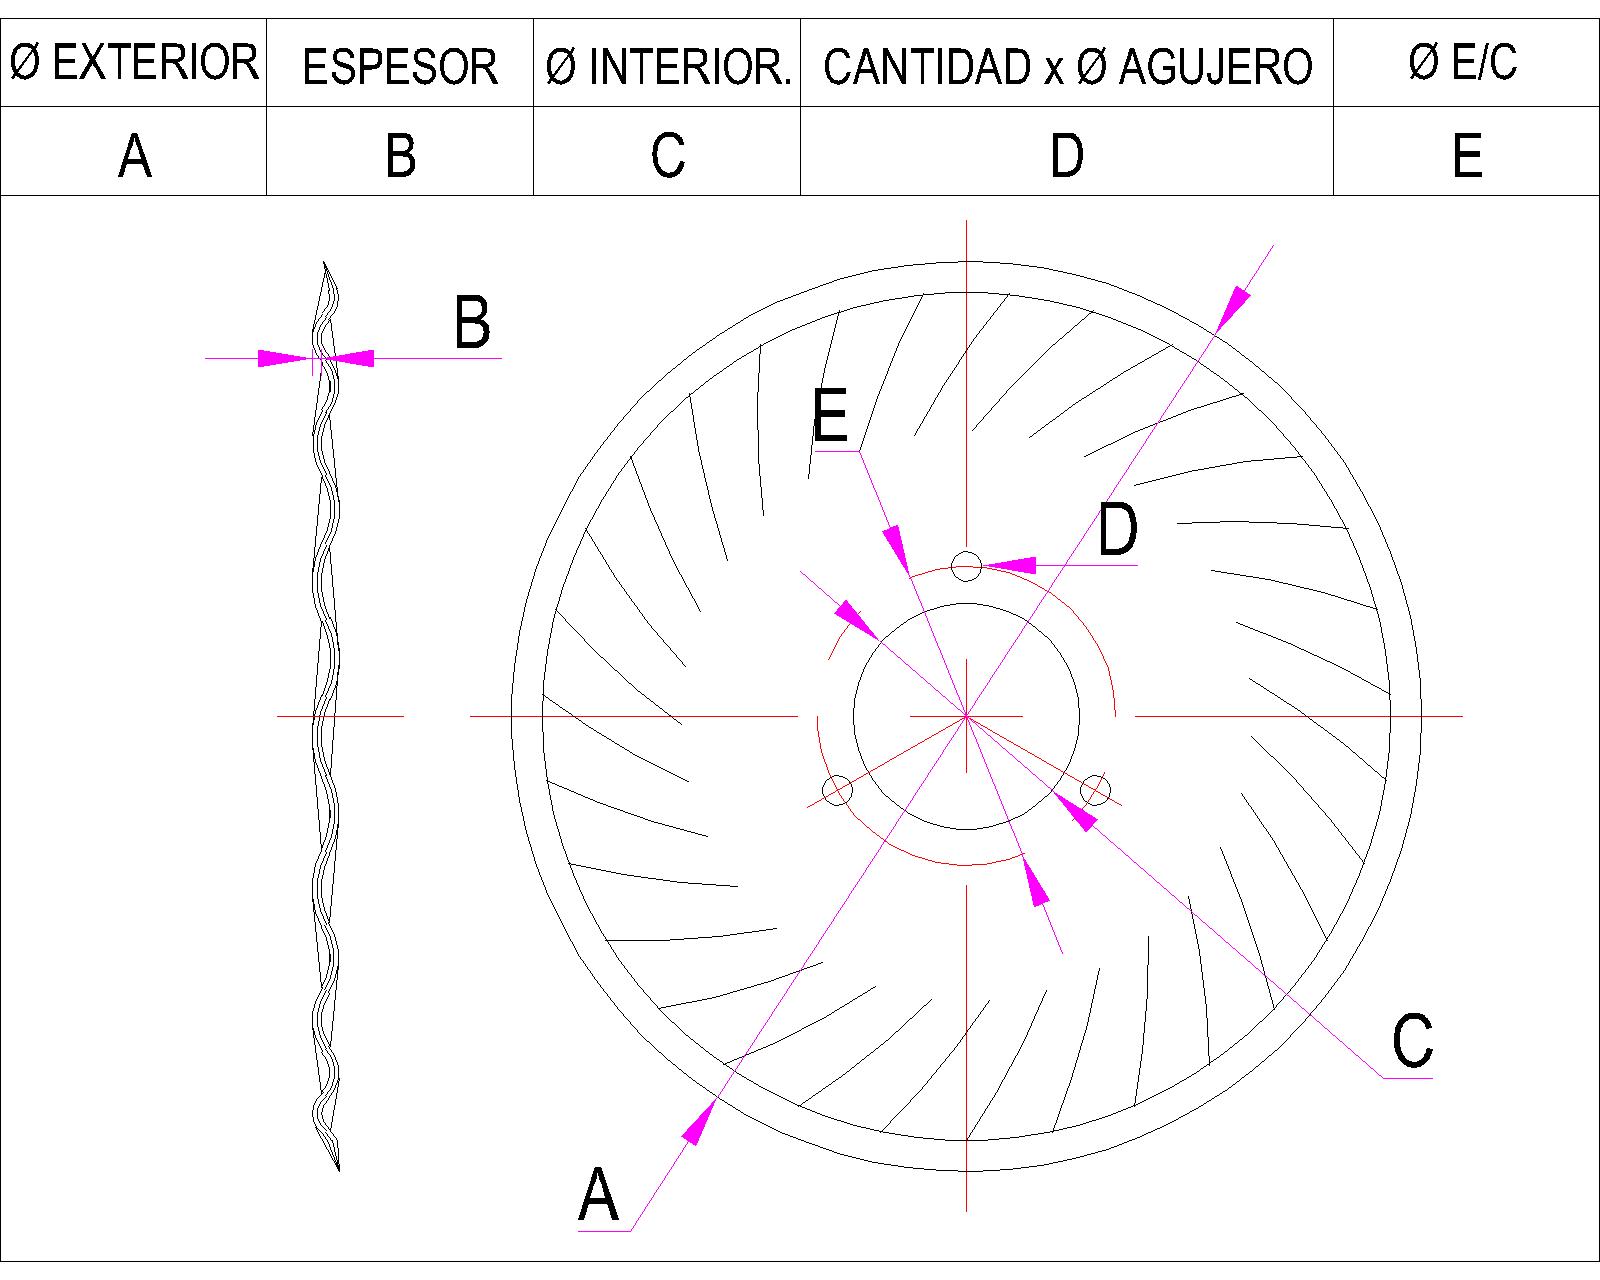 Ø EXTERIOR ESPESOR Ø INTERIOR. CANTIDAD x Ø AGUJERO Ø E/C
A B C D E
B
E
D
C
A